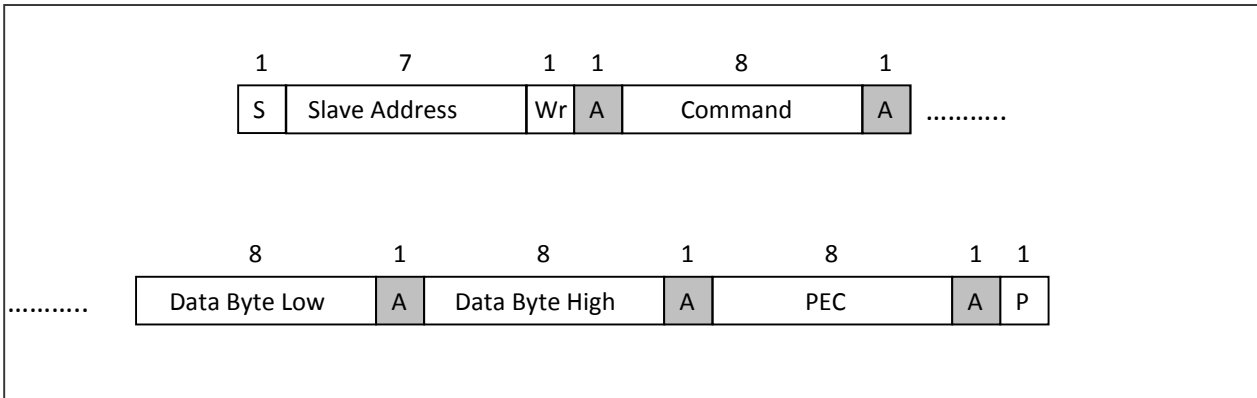 1 7 1 1 8 1
S Slave Address Wr A Command A ...........
8 1 8 1 8 1 1
........... Data Byte Low A Data Byte High A PEC A P